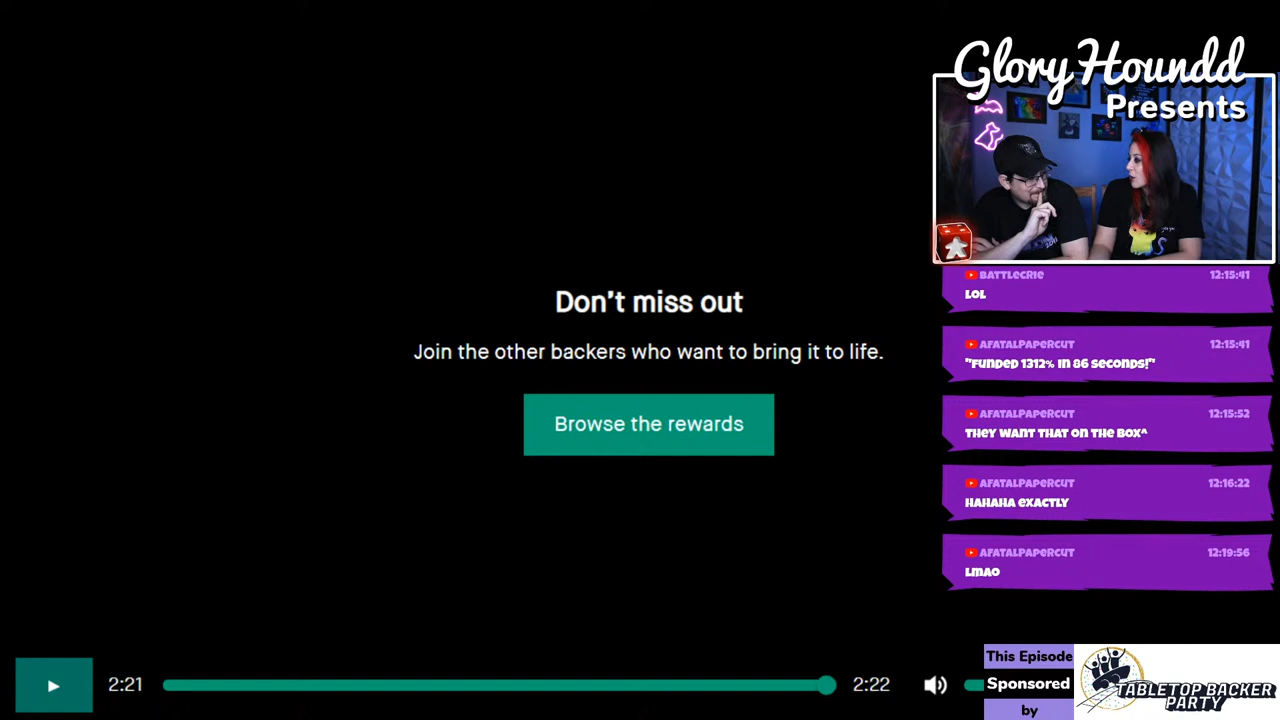 GloryHoundd
Presents
Don't miss out
Join the other backers who want to bring it to life.
Browse the rewards
2:21
2:22
BATTLECRIE 12:15:41
LOL
AFATALPAPERCUT 12:15:41
"FUNDED 1312% IN 86 SECONDS!"
AFATALPAPERCUT 12:15:52
THEY WANT THAT ON THE BOX^
AFATALPAPERCUT 12:16:22
HAHAHA EXACTLY
AFATALPAPERCUT 12:19:56
LMAO
This Episode
Sponsored
by
TABLETOP BACKER
PARTY